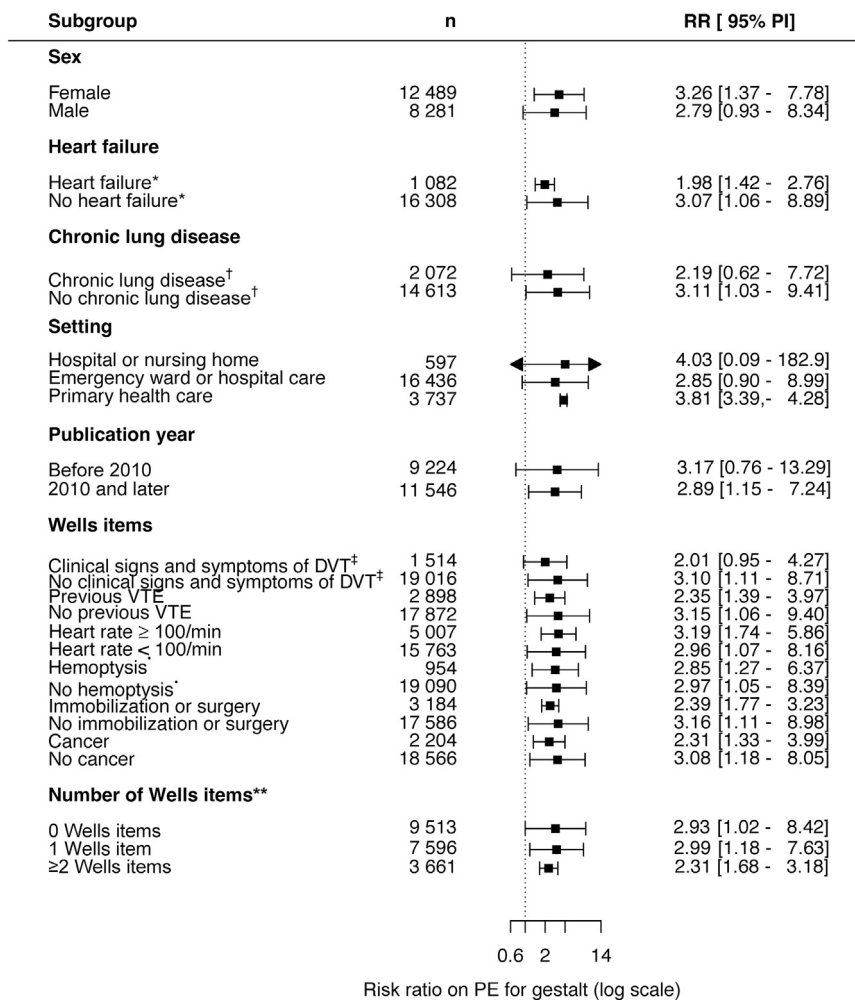 Subgroup n RR [ 95% PI]
Sex
Female 12 489 3.26 [1.37 - 7.78]
Male 8 281 2.79 [0.93 - 8.34]
Heart failure
Heart failure* 1 082 1.98 [1.42 - 2.76]
No heart failure* 16 308 3.07 [1.06 - 8.89]
Chronic lung disease
Chronic lung disease† 2 072 2.19 [0.62 - 7.72]
No chronic lung disease† 14 613 3.11 [1.03 - 9.41]
Setting
Hospital or nursing home 597 4.03 [0.09 - 182.9]
Emergency ward or hospital care 16 436 2.85 [0.90 - 8.99]
Primary health care 3 737 3.81 [3.39,- 4.28]
Publication year
Before 2010 9 224 3.17 [0.76 - 13.29]
2010 and later 11 546 2.89 [1.15 - 7.24]
Wells items
Clinical signs and symptoms of DVT‡ 1 514 2.01 [0.95 - 4.27]
No clinical signs and symptoms of DVT‡ 19 016 3.10 [1.11 - 8.71]
Previous VTE 2 898 2.35 [1.39 - 3.97]
No previous VTE 17 872 3.15 [1.06 - 9.40]
Heart rate ≥ 100/min 5 007 3.19 [1.74 - 5.86]
Heart rate < 100/min 15 763 2.96 [1.07 - 8.16]
Hemoptysis· 954 2.85 [1.27 - 6.37]
No hemoptysis· 19 090 2.97 [1.05 - 8.39]
Immobilization or surgery 3 184 2.39 [1.77 - 3.23]
No immobilization or surgery 17 586 3.16 [1.11 - 8.98]
Cancer 2 204 2.31 [1.33 - 3.99]
No cancer 18 566 3.08 [1.18 - 8.05]
Number of Wells items**
0 Wells items 9 513 2.93 [1.02 - 8.42]
1 Wells item 7 596 2.99 [1.18 - 7.63]
≥2 Wells items 3 661 2.31 [1.68 - 3.18]
0.6 2 14
Risk ratio on PE for gestalt (log scale)